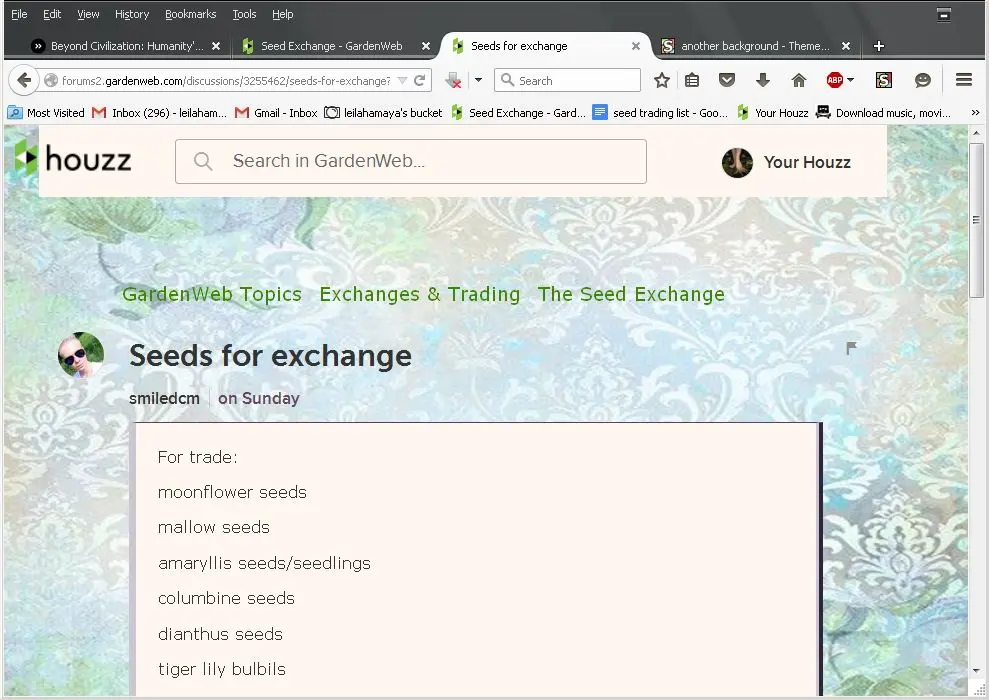 File Edit View History Bookmarks Tools Help
Beyond Civilization: Humanity'... Seed Exchange - GardenWeb Seeds for exchange another background - Theme...
forums2.gardenweb.com/discussions/3255462/seeds-for-exchange? Search ABP S
Most Visited Inbox (296) - leilaham... Gmail - Inbox leilahamaya's bucket Seed Exchange - Gard... seed trading list - Goo... Your Houzz Download music, movi... »
houzz Search in GardenWeb... Your Houzz
GardenWeb Topics Exchanges & Trading The Seed Exchange
Seeds for exchange
smiledcm on Sunday
For trade:
moonflower seeds
mallow seeds
amaryllis seeds/seedlings
columbine seeds
dianthus seeds
tiger lily bulbils